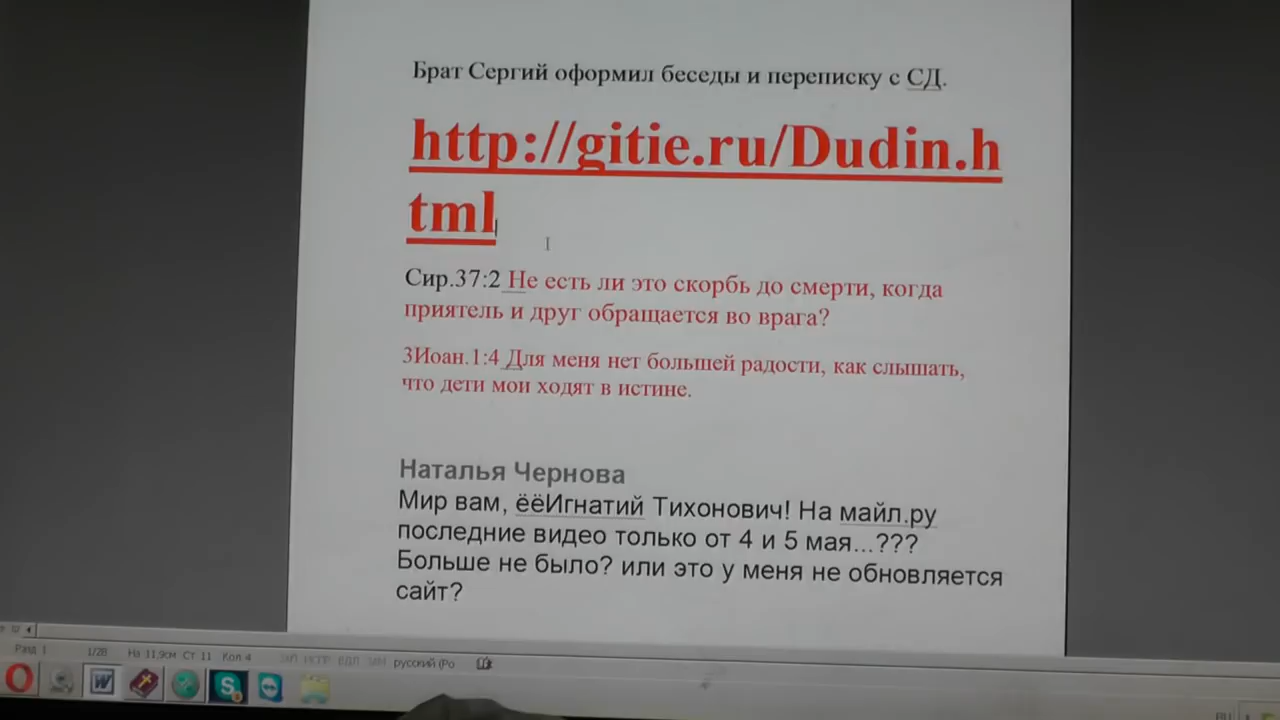 Брат Сергий оформил беседы и переписку с СД.
http://gitie.ru/Dudin.h
tml
Сир.37:2 Не есть ли это скорбь до смерти, когда
приятель и друг обращается во врага?
3Иоан.1:4 Для меня нет большей радости, как слышать,
что дети мои ходят в истине.
Наталья Чернова
Мир вам, ёёИгнатий Тихонович! На майл.ру
последние видео только от 4 и 5 мая...???
Больше не было? или это у меня не обновляется
сайт?
Разд 1 1/28 На 11,9см Ст 11 Кол 4 ЗАП ИСПР ВДЛ ЗАМ русский (Ро